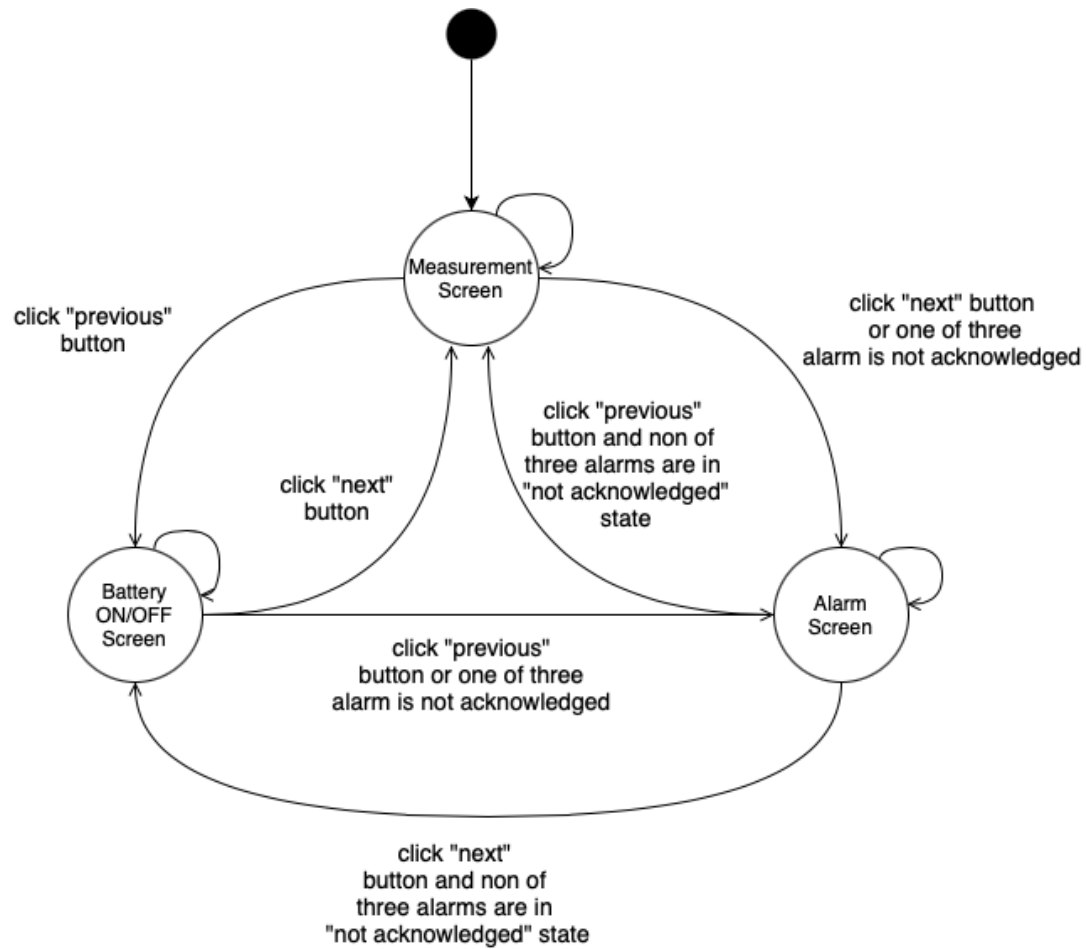 Measurement
Screen
click "previous"
button
click "next" button
or one of three
alarm is not acknowledged
click "previous"
button and non of
three alarms are in
"not acknowledged"
state
click "next"
button
Battery
ON/OFF
Screen
Alarm
Screen
click "previous"
button or one of three
alarm is not acknowledged
click "next"
button and non of
three alarms are in
"not acknowledged" state